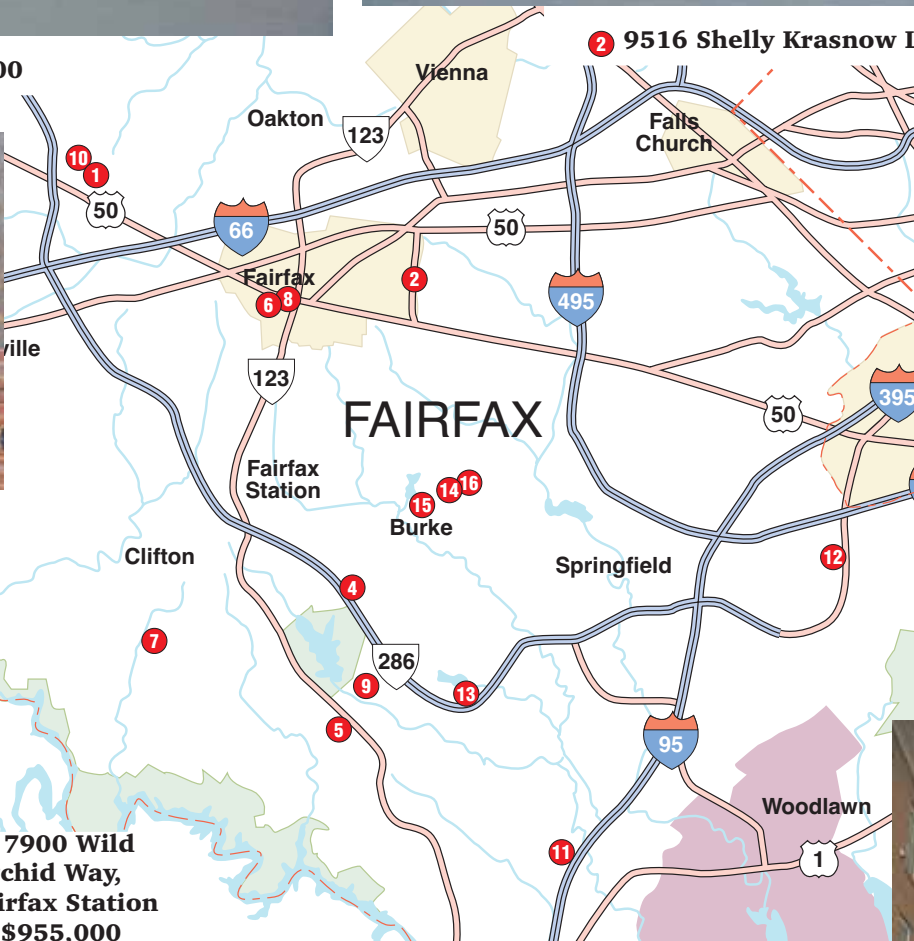 00
2 9516 Shelly Krasnow
Vienna
Oakton
123
Falls
Church
10
1
50
66
50
Fairfax
2
6 8
495
ville
123
395
50
FAIRFAX
Fairfax
Station
14 16
15
Burke
Clifton
Springfield
12
4
7
286
9
13
5
95
Woodlawn
11
1
7900 Wild
chid Way,
irfax Station
$955,000